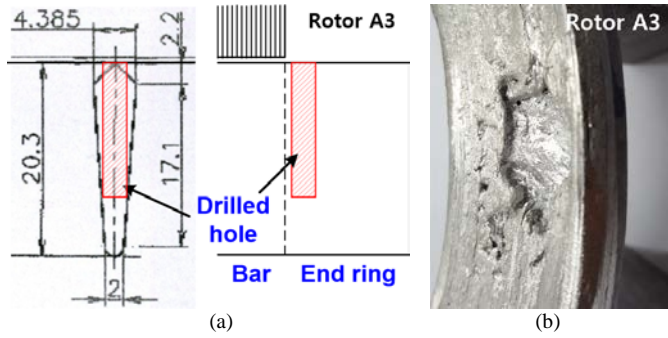 4.385
2.2
20.3
17.1
2
Rotor A3
Drilled
hole
Bar
End ring
(a)
Rotor A3
(b)